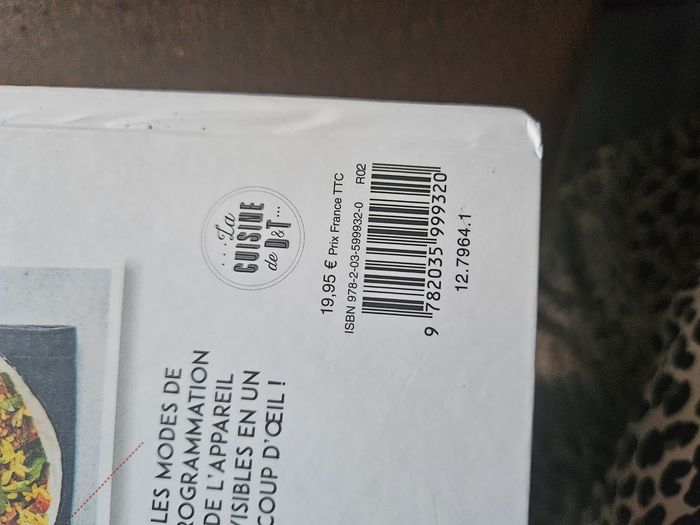 ...La
CUISINE
de D&T...
19,95 € Prix France TTC
ISBN 978-2-03-599932-0 R02
9 782035 999320
12.7964.1
LES MODES DE
PROGRAMMATION
DE L'APPAREIL
VISIBLES EN UN
COUP D'ŒIL !